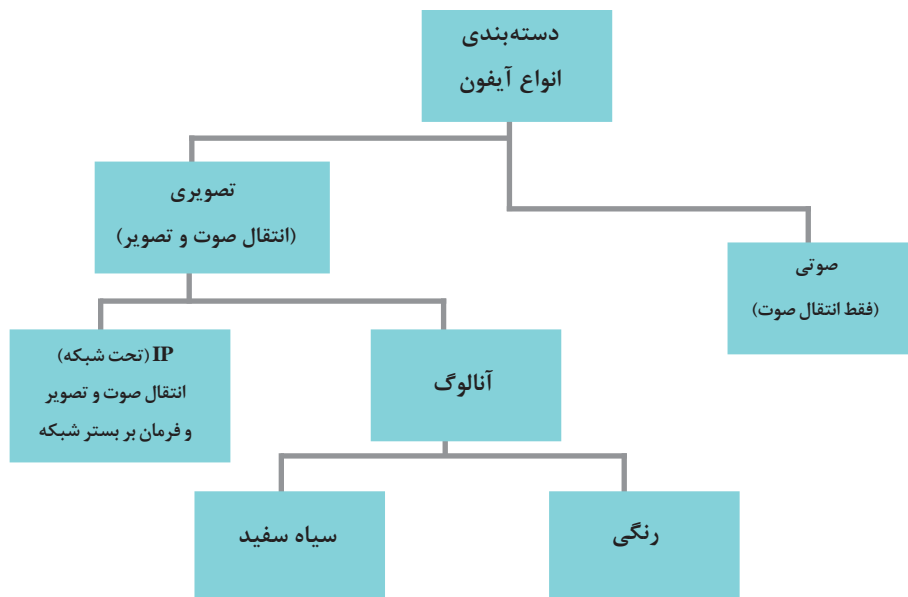 دسته‌بندی
انواع آیفون
تصویری
(انتقال صوت و تصویر)
صوتی
(فقط انتقال صوت)
IP (تحت شبکه)
انتقال صوت و تصویر
و فرمان بر بستر شبکه
آنالوگ
سیاه سفید
رنگی